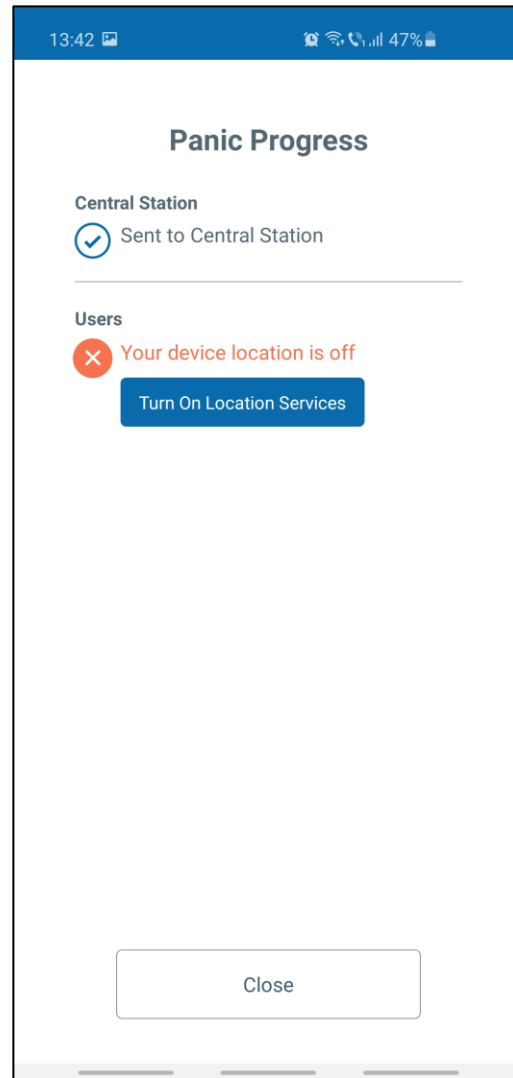 13:42 47%
Panic Progress
Central Station
Sent to Central Station
Users
Your device location is off
Turn On Location Services
Close